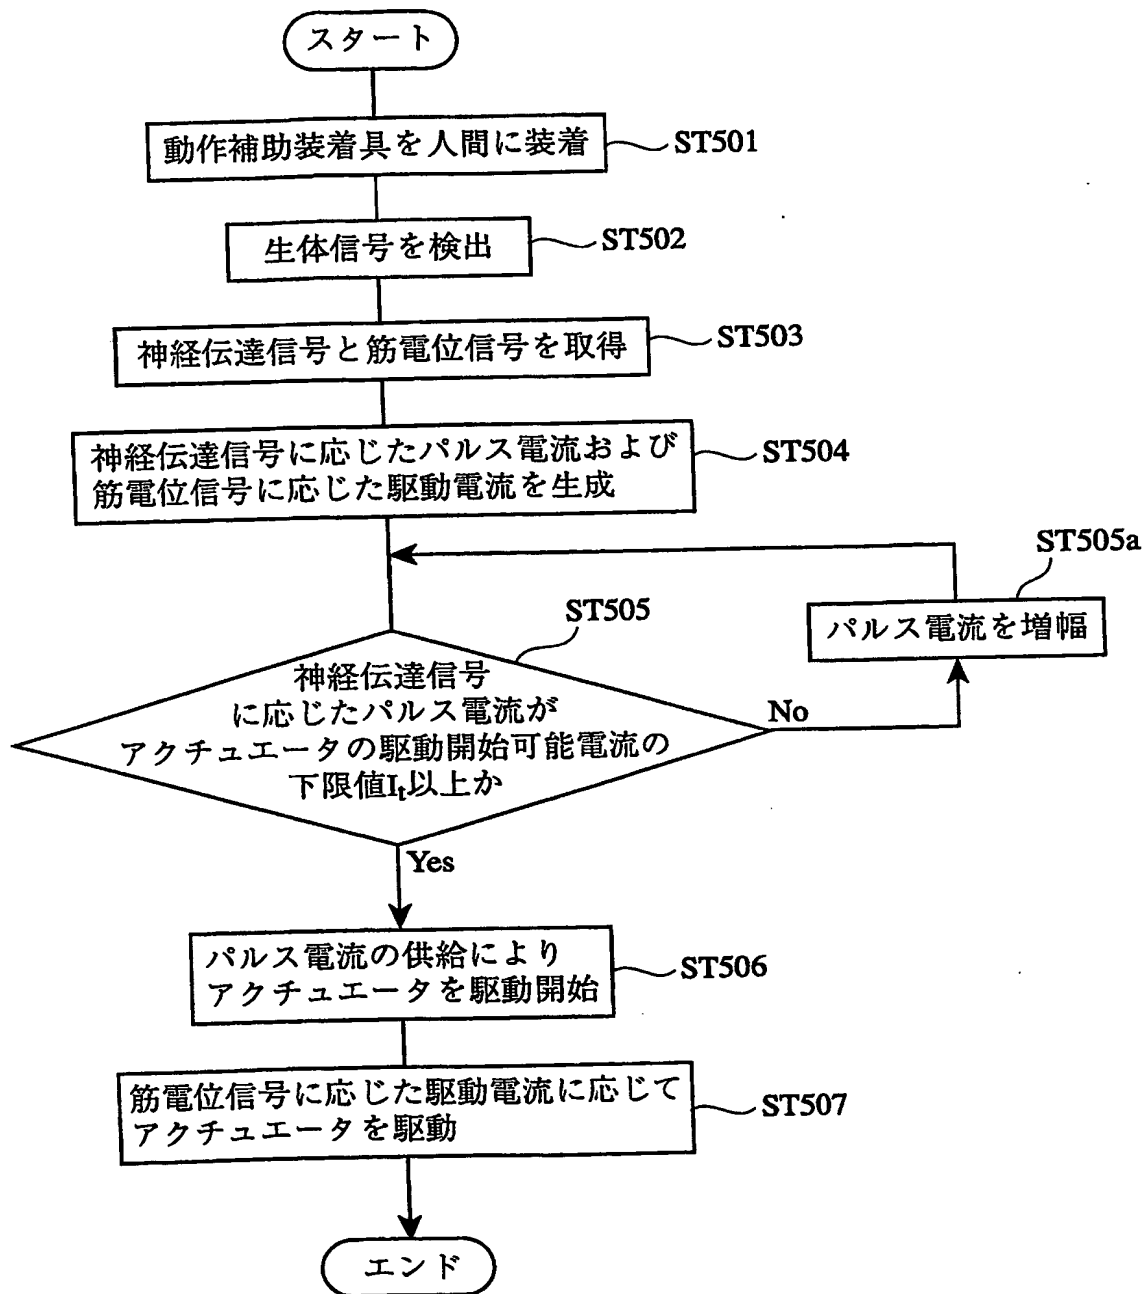 スタート
動作補助装着具を人間に装着
ST501
生体信号を検出
ST502
神経伝達信号と筋電位信号を取得
ST503
神経伝達信号に応じたパルス電流および
筋電位信号に応じた駆動電流を生成
ST504
ST505a
パルス電流を増幅
ST505
神経伝達信号
に応じたパルス電流が
アクチュエータの駆動開始可能電流の
下限値It以上か
No
Yes
パルス電流の供給により
アクチュエータを駆動開始
ST506
筋電位信号に応じた駆動電流に応じて
アクチュエータを駆動
ST507
エンド